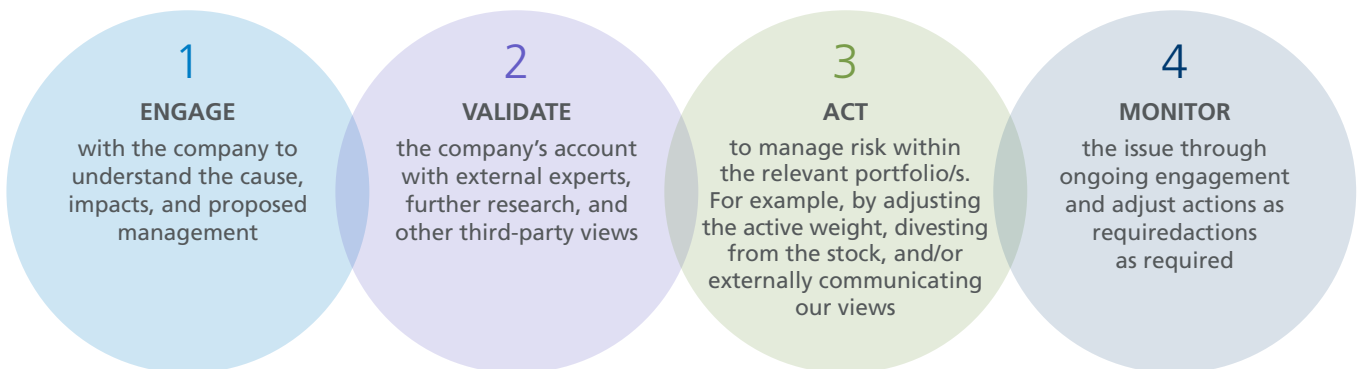 1
ENGAGE
with the company to
understand the cause,
impacts, and proposed
management
2
VALIDATE
the company’s account
with external experts,
further research, and
other third-party views
3
ACT
to manage risk within
the relevant portfolio/s.
For example, by adjusting
the active weight, divesting
from the stock, and/or
externally communicating
our views
4
MONITOR
the issue through
ongoing engagement
and adjust actions as
requiredactions
as required